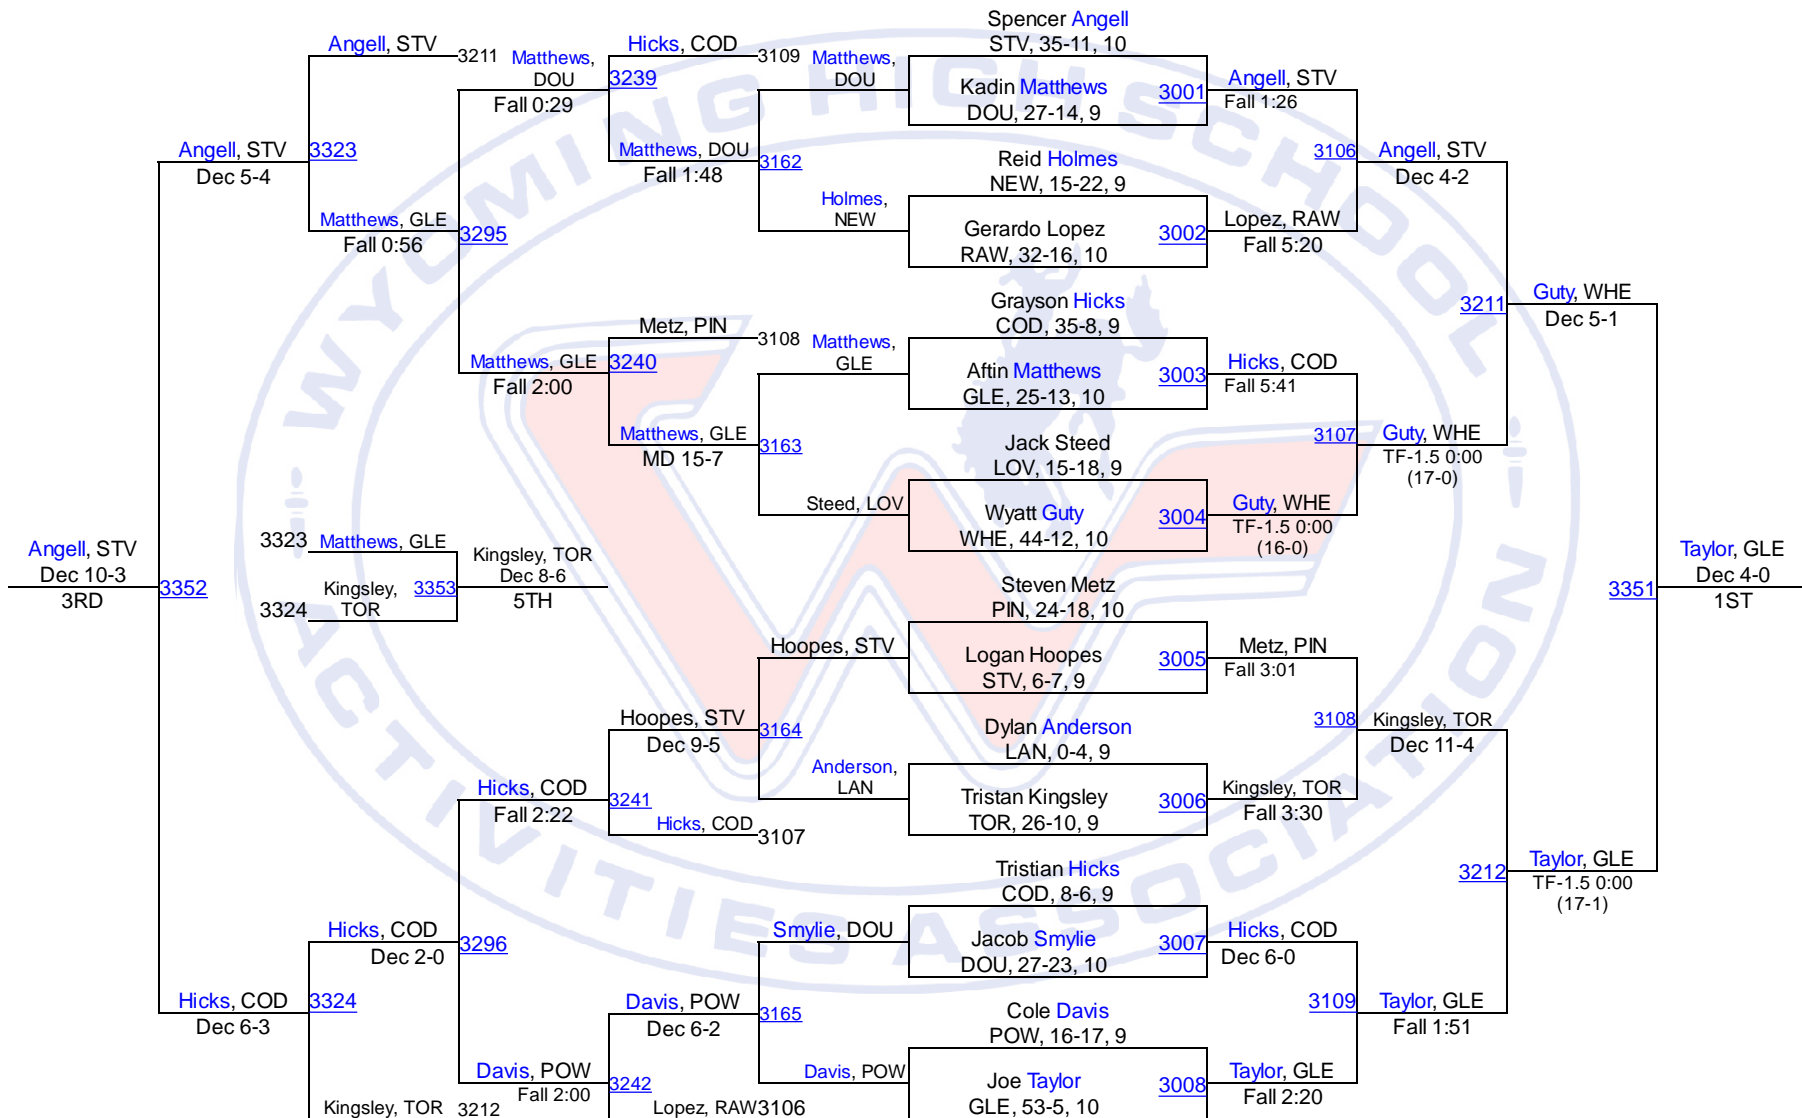 WYOMING HIGH SCHOOL
ACTIVITIES ASSOCIATION
Spencer Angell
STV, 35-11, 10
Kadin Matthews
DOU, 27-14, 9
3001
Reid Holmes
NEW, 15-22, 9
Gerardo Lopez
RAW, 32-16, 10
3002
Grayson Hicks
COD, 35-8, 9
Aftin Matthews
GLE, 25-13, 10
3003
Jack Steed
LOV, 15-18, 9
Wyatt Guty
WHE, 44-12, 10
3004
Steven Metz
PIN, 24-18, 10
Logan Hoopes
STV, 6-7, 9
3005
Dylan Anderson
LAN, 0-4, 9
Tristan Kingsley
TOR, 26-10, 9
3006
Tristian Hicks
COD, 8-6, 9
Jacob Smylie
DOU, 27-23, 10
3007
Cole Davis
POW, 16-17, 9
Joe Taylor
GLE, 53-5, 10
3008
Angell, STV
Fall 1:26
3106
Lopez, RAW
Fall 5:20
Hicks, COD
Fall 5:41
3107
Guty, WHE
TF-1.5 0:00
(16-0)
Metz, PIN
Fall 3:01
3108
Kingsley, TOR
Fall 3:30
Hicks, COD
Dec 6-0
3109
Taylor, GLE
Fall 2:20
Angell, STV
Dec 4-2
3211
Guty, WHE
TF-1.5 0:00
(17-0)
Kingsley, TOR
Dec 11-4
3212
Taylor, GLE
Fall 1:51
Guty, WHE
Dec 5-1
3351
Taylor, GLE
TF-1.5 0:00
(17-1)
Taylor, GLE
Dec 4-0
1ST
Matthews,
DOU
3162
Holmes,
NEW
Matthews,
GLE
3163
Steed, LOV
Hoopes, STV
3164
Anderson,
LAN
Smylie, DOU
3165
Davis, POW
Hicks, COD
3109
3239
Matthews, DOU
Fall 1:48
Metz, PIN
3108
3240
Matthews, GLE
MD 15-7
Hoopes, STV
Dec 9-5
3241
Hicks, COD
3107
Davis, POW
Dec 6-2
3242
Lopez, RAW
3106
Matthews,
DOU
Fall 0:29
3295
Matthews, GLE
Fall 2:00
Hicks, COD
Fall 2:22
3296
Davis, POW
Fall 2:00
Angell, STV
3211
3323
Matthews, GLE
Fall 0:56
Hicks, COD
Dec 2-0
3324
Kingsley, TOR
3212
Angell, STV
Dec 5-4
3352
Hicks, COD
Dec 6-3
Angell, STV
Dec 10-3
3RD
3323
Matthews, GLE
3353
3324
Kingsley,
TOR
Kingsley, TOR
Dec 8-6
5TH